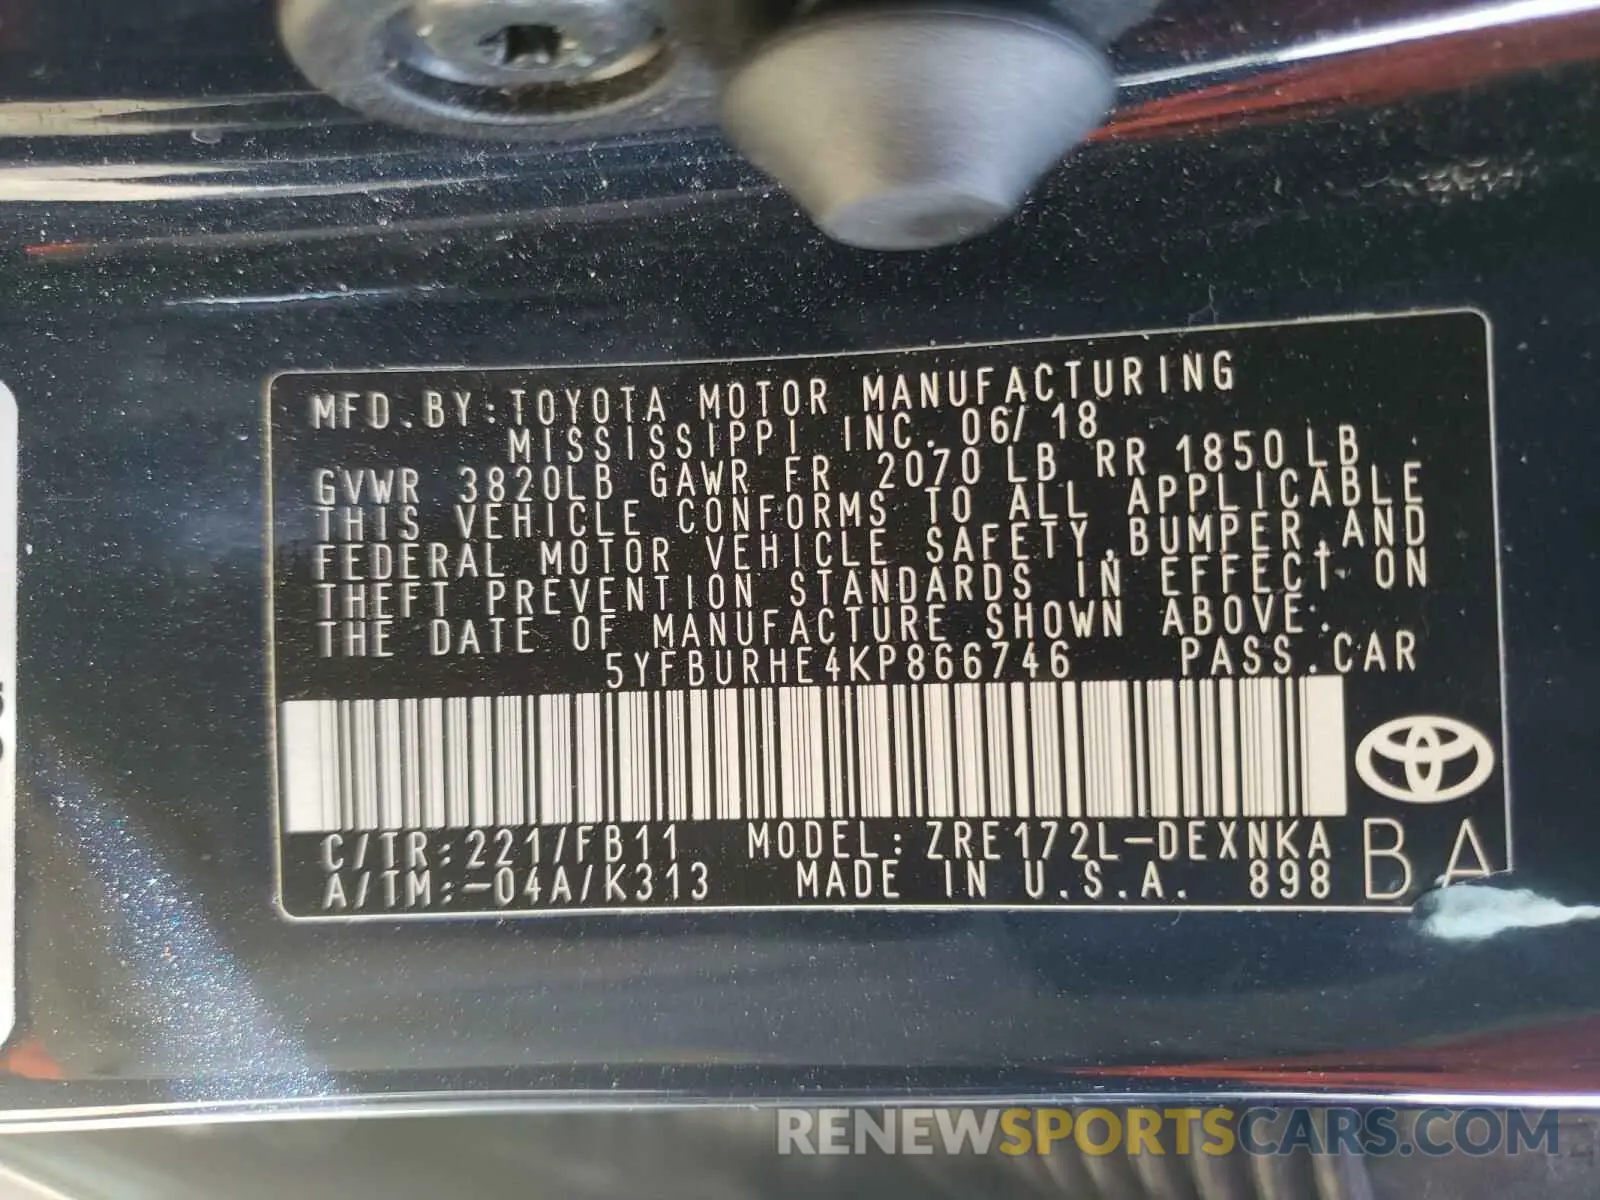 MFD.BY:TOYOTA MOTOR MANUFACTURING
MISSISSIPPI INC. 06/18
GVWR 3820LB GAWR FR 2070LB RR 1850LB
THIS VEHICLE CONFORMS TO ALL APPLICABLE
FEDERAL MOTOR VEHICLE SAFETY,BUMPER,AND
THEFT PREVENTION STANDARDS IN EFFECT ON
THE DATE OF MANUFACTURE SHOWN ABOVE.
5YFBURHE4KP866746 PASS.CAR
C/TR:221/FB11 MODEL:ZRE172L-DEXNKA
A/TM:-04A/K313 MADE IN U.S.A. 898
BA
RENEWSPORTSCARS.COM